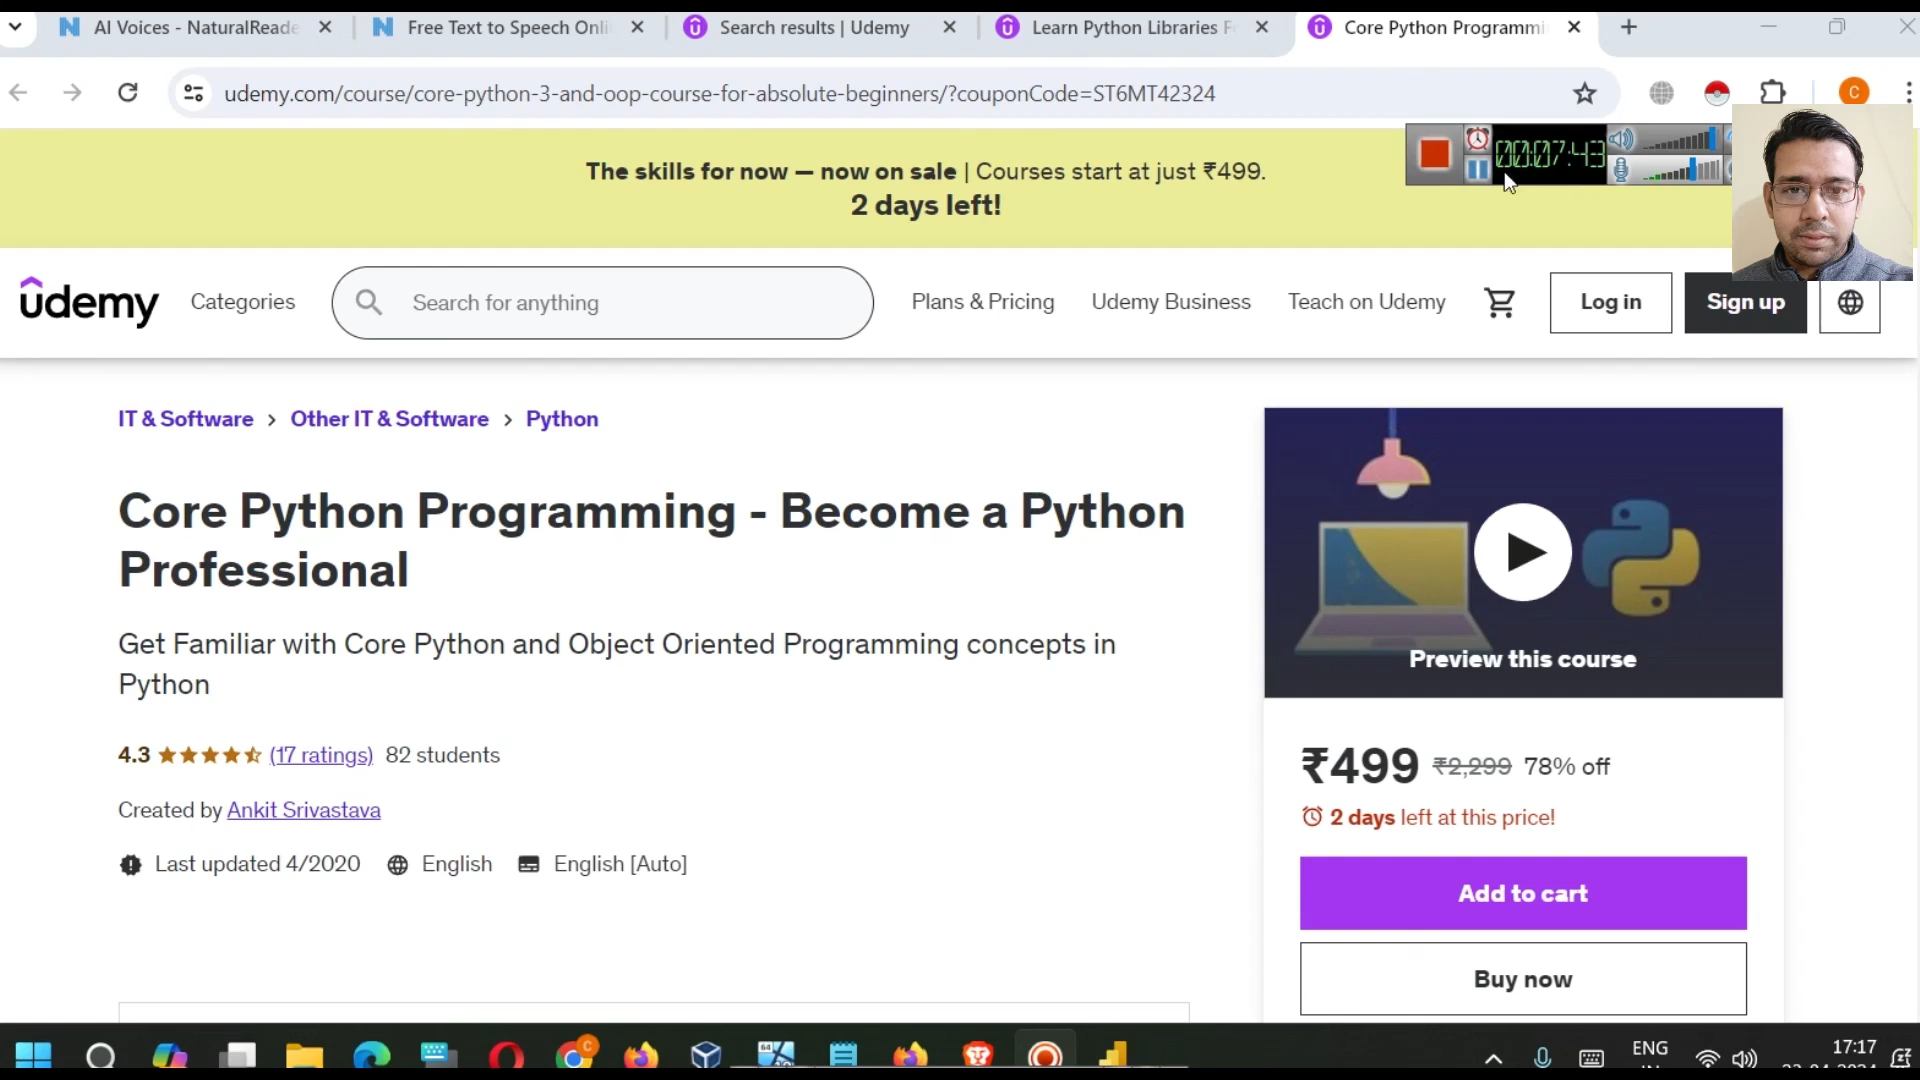 AI Voices - NaturalReade
Free Text to Speech Onli
Search results | Udemy
Learn Python Libraries F
Core Python Programmi
udemy.com/course/core-python-3-and-oop-course-for-absolute-beginners/?couponCode=ST6MT42324
C
The skills for now — now on sale | Courses start at just ₹499.
2 days left!
00:07:43
udemy
Categories
Search for anything
Plans & Pricing
Udemy Business
Teach on Udemy
Log in
Sign up
IT & Software > Other IT & Software > Python
Core Python Programming - Become a Python
Professional
Get Familiar with Core Python and Object Oriented Programming concepts in
Python
4.3 (17 ratings) 82 students
Created by Ankit Srivastava
Last updated 4/2020 English English [Auto]
Preview this course
₹499 ₹2,299 78% off
2 days left at this price!
Add to cart
Buy now
ENG
17:17